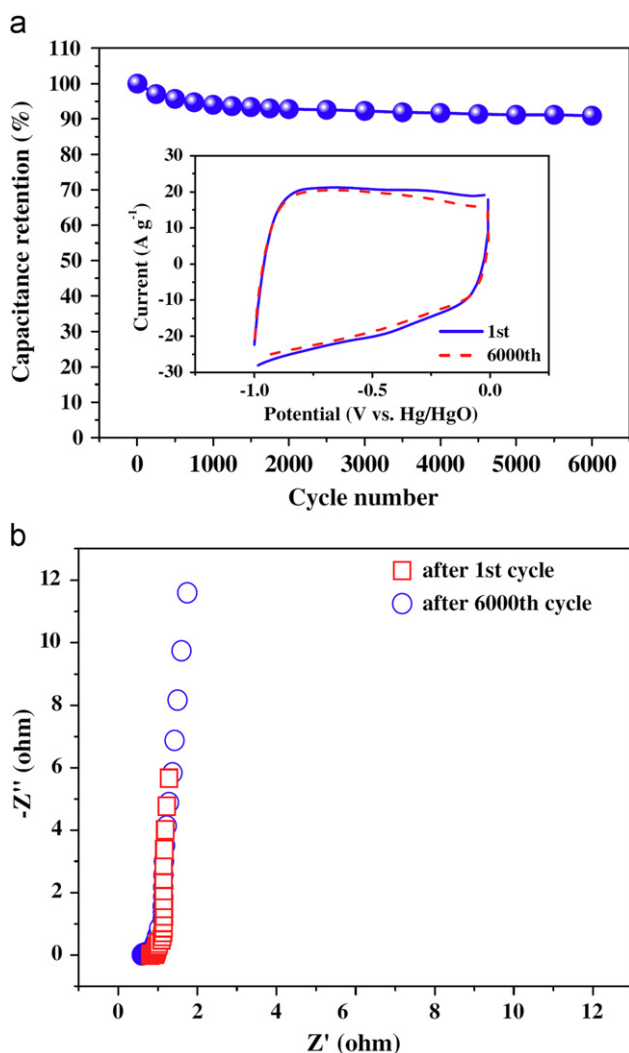 a
110
100
90
80
70
60
50
40
30
20
10
0
Capacitance retention (%)
30
20
10
0
-10
-20
-30
Current (A g-1)
1st
6000th
-1.0 -0.5 0.0
Potential (V vs. Hg/HgO)
0 1000 2000 3000 4000 5000 6000
Cycle number
b
after 1st cycle
after 6000th cycle
12
10
8
6
4
2
0
-Z'' (ohm)
0 2 4 6 8 10 12
Z' (ohm)